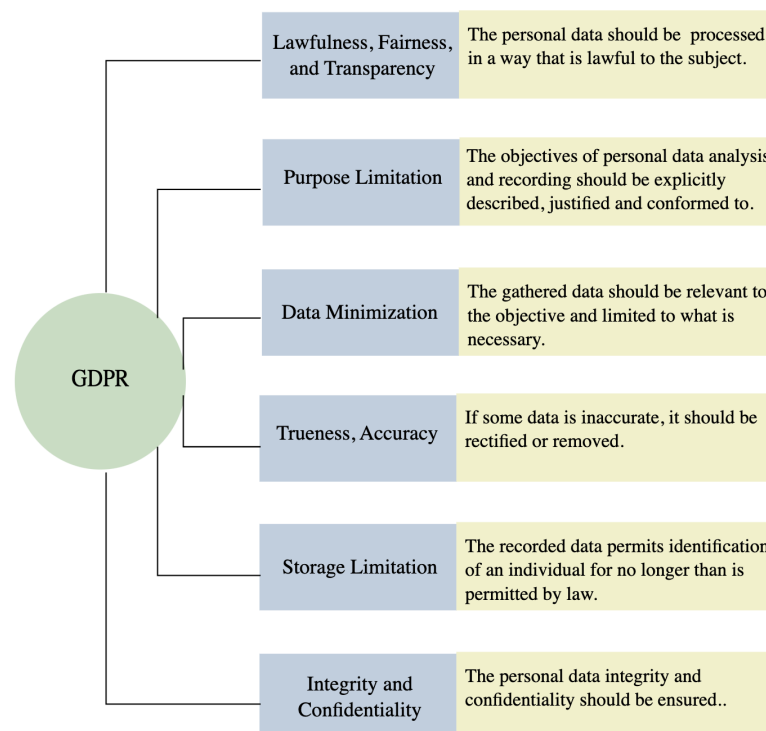 Lawfulness, Fairness,
and Transparency
The personal data should be processed
in a way that is lawful to the subject.
Purpose Limitation
The objectives of personal data analysis
and recording should be explicitly
described, justified and conformed to.
Data Minimization
The gathered data should be relevant to
the objective and limited to what is
necessary.
GDPR
Trueness, Accuracy
If some data is inaccurate, it should be
rectified or removed.
Storage Limitation
The recorded data permits identification
of an individual for no longer than is
permitted by law.
Integrity and
Confidentiality
The personal data integrity and
confidentiality should be ensured..